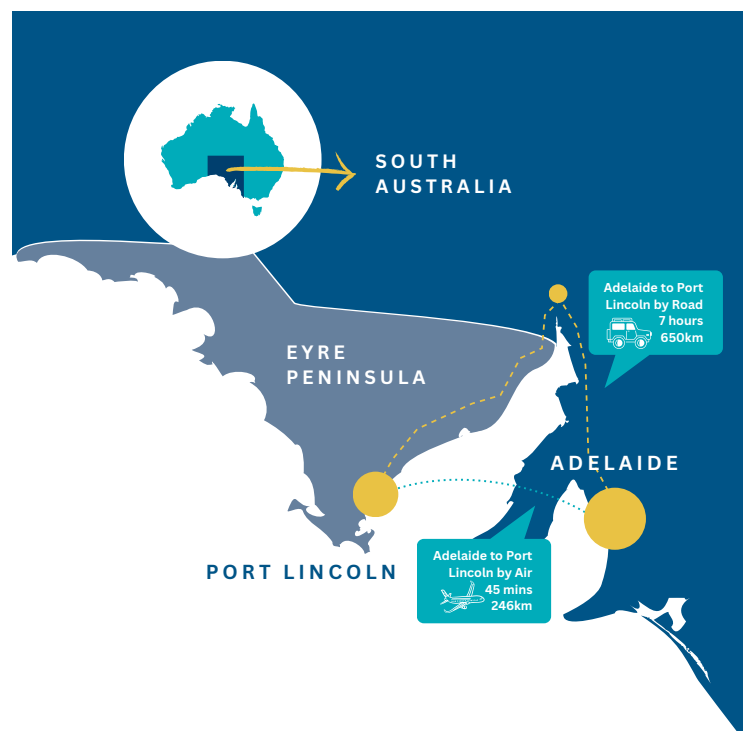 SOUTH
AUSTRALIA
Adelaide to Port
Lincoln by Road
7 hours
650km
EYRE
PENINSULA
ADELAIDE
PORT LINCOLN
Adelaide to Port
Lincoln by Air
45 mins
246km